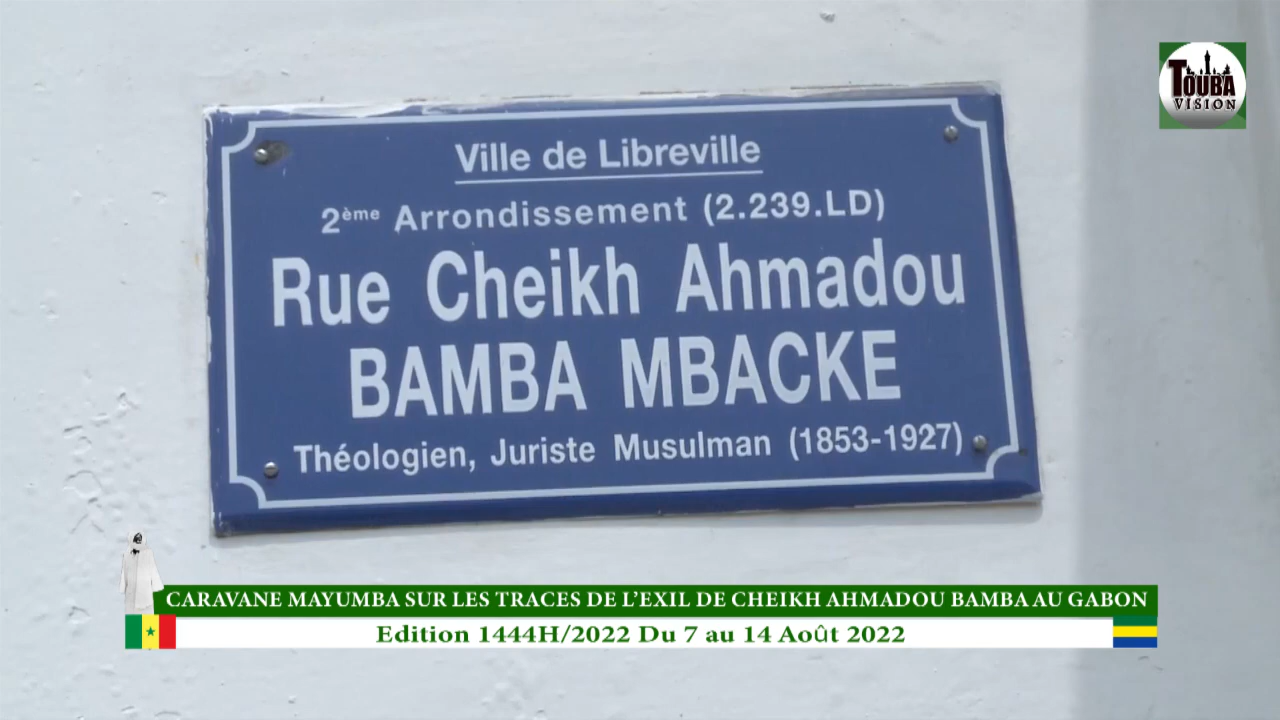 TOUBA
VISION
Ville de Libreville
2ème Arrondissement (2.239.LD)
Rue Cheikh Ahmadou
BAMBA MBACKE
Théologien, Juriste Musulman (1853-1927)
CARAVANE MAYUMBA SUR LES TRACES DE L'EXIL DE CHEIKH AHMADOU BAMBA AU GABON
Edition 1444H/2022 Du 7 au 14 Août 2022